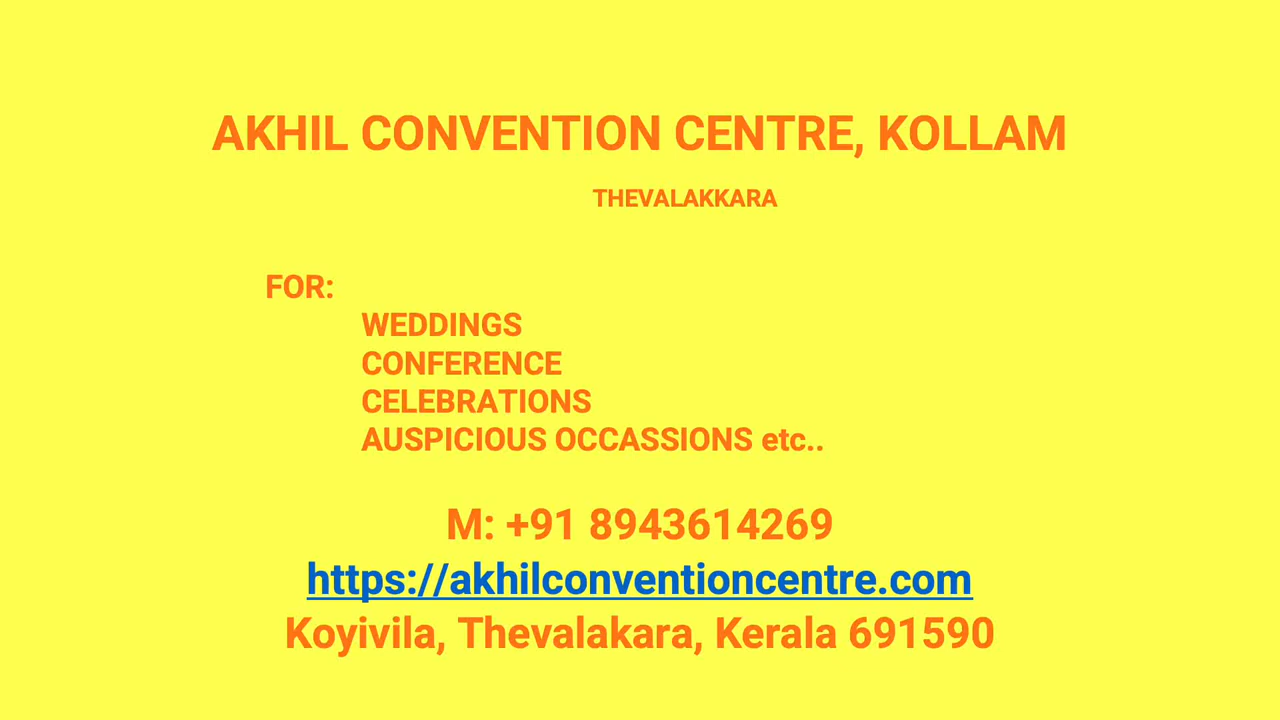 AKHIL CONVENTION CENTRE, KOLLAM
THEVALAKKARA
FOR:
WEDDINGS
CONFERENCE
CELEBRATIONS
AUSPICIOUS OCCASSIONS etc..
M: +91 8943614269
https://akhilconventioncentre.com
Koyivila, Thevalakara, Kerala 691590